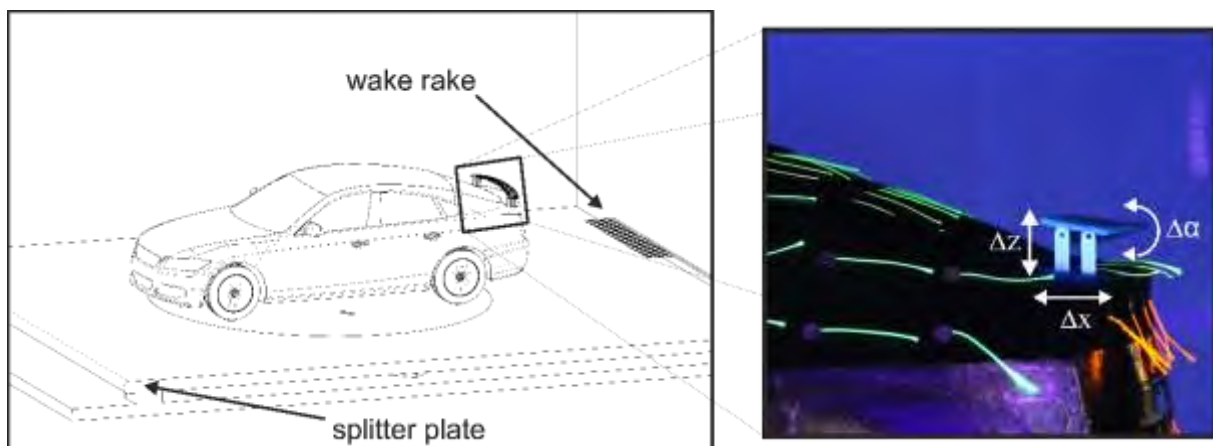 wake rake
splitter plate
Δz
Δα
Δx